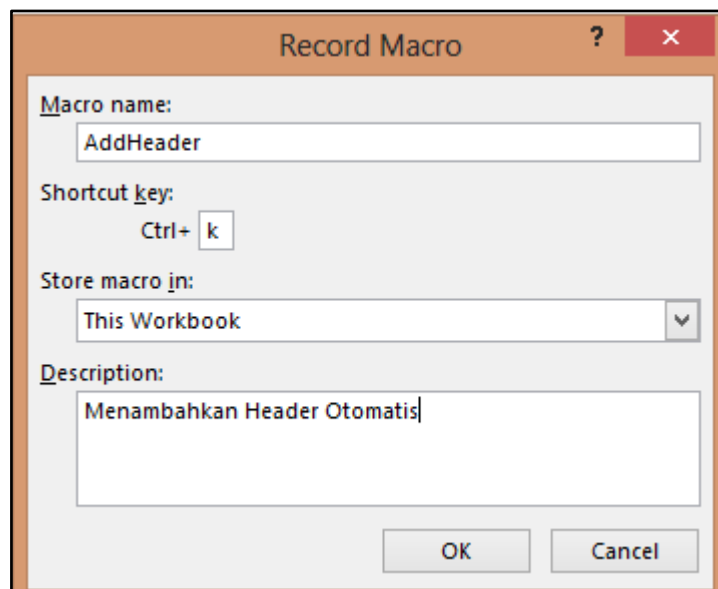 Record Macro ? ×
Macro name:
AddHeader
Shortcut key:
Ctrl+ k
Store macro in:
This Workbook
Description:
Menambahkan Header Otomatis
OK Cancel